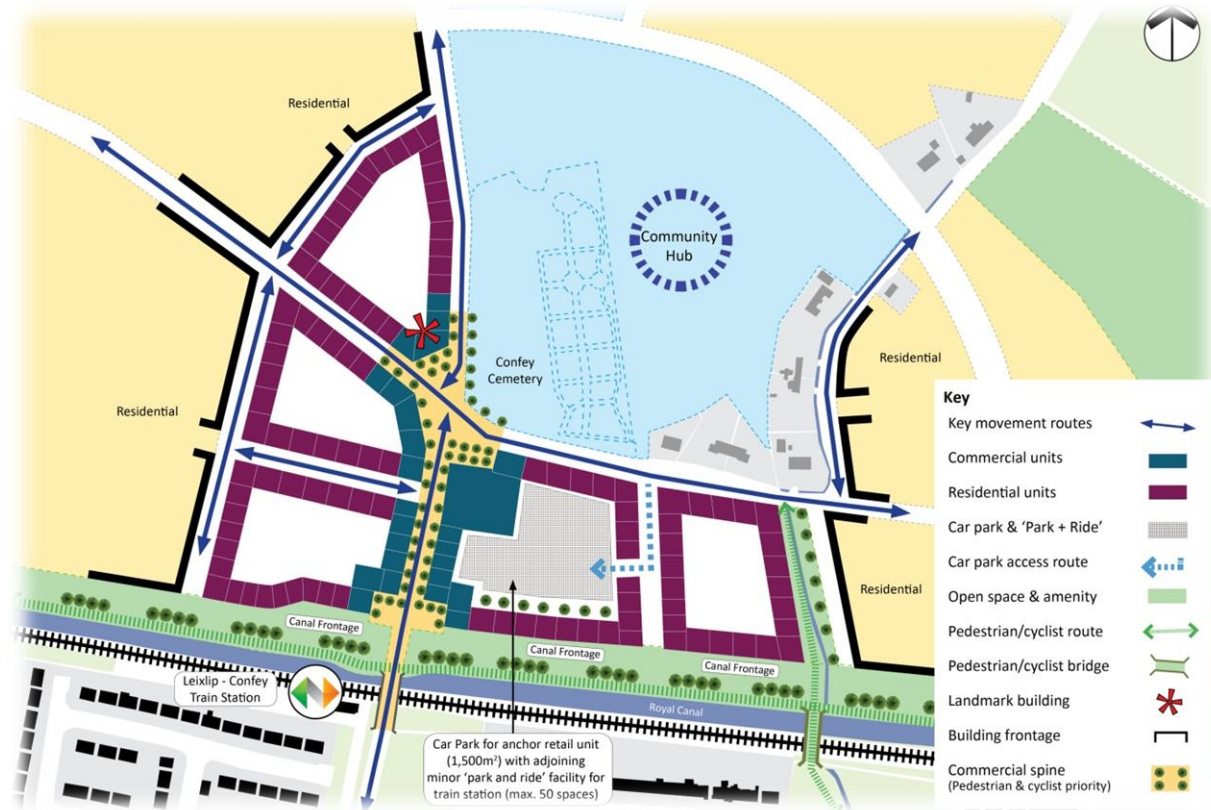 Residential
Community
Hub
Confey
Cemetery
Residential
Residential
Residential
Canal Frontage
Canal Frontage
Canal Frontage
Leixlip - Confey
Train Station
Royal Canal
Car Park for anchor retail unit
(1,500m²) with adjoining
minor ‘park and ride’ facility for
train station (max. 50 spaces)
Key
Key movement routes
Commercial units
Residential units
Car park & ‘Park + Ride’
Car park access route
Open space & amenity
Pedestrian/cyclist route
Pedestrian/cyclist bridge
Landmark building
Building frontage
Commercial spine
(Pedestrian & cyclist priority)